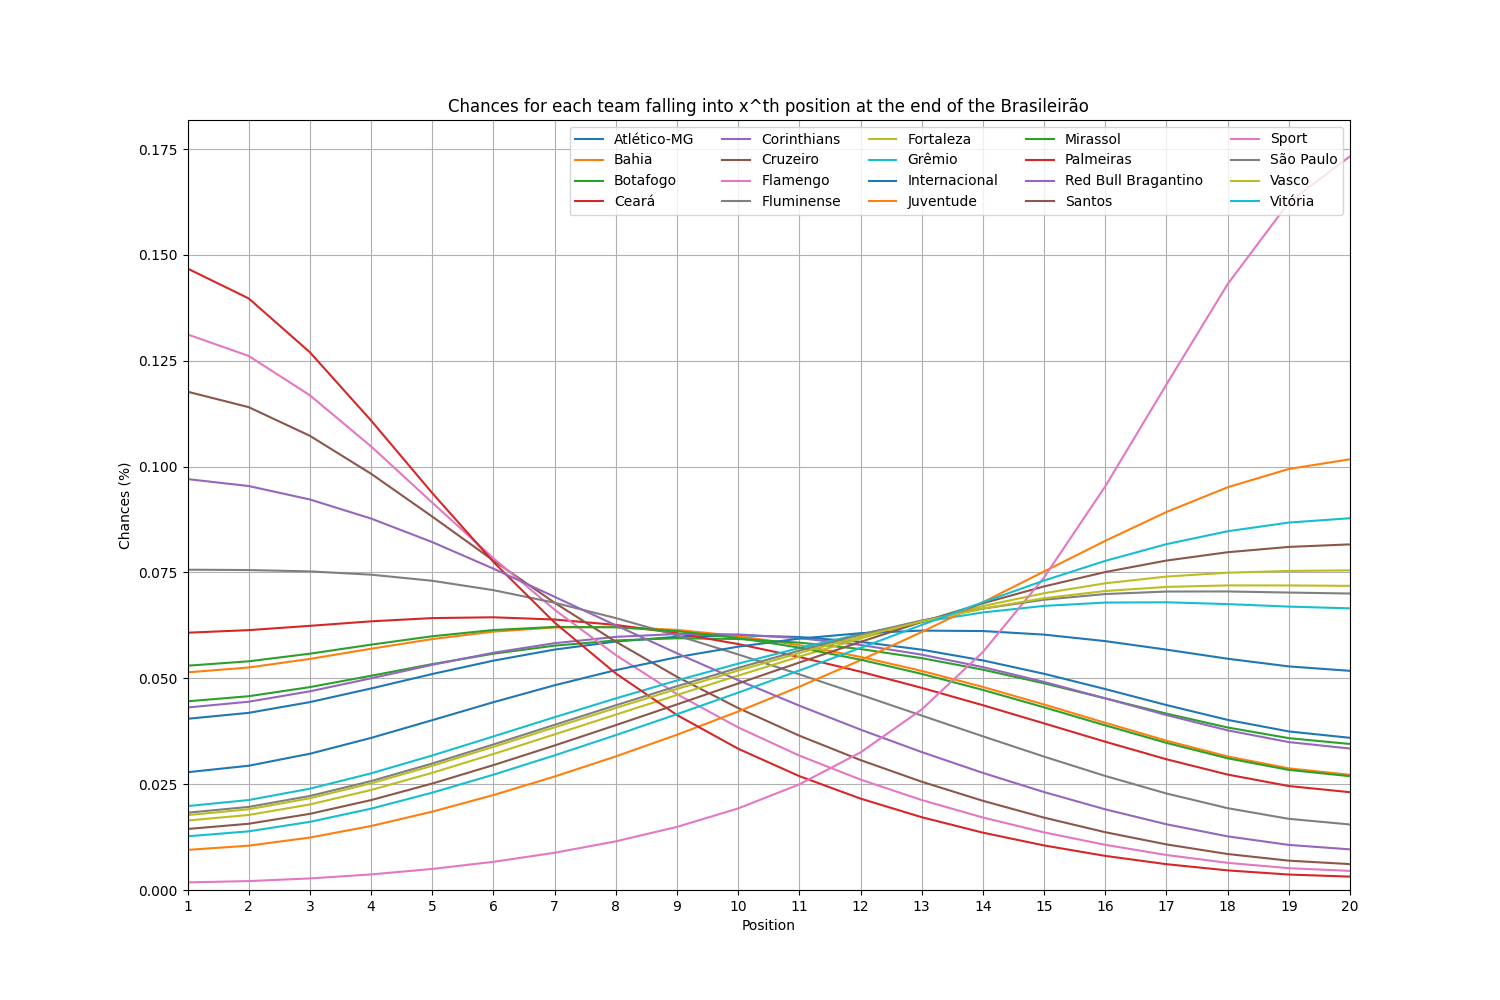 Chances for each team falling into x^th position at the end of the Brasileirão
Atlético-MG
Bahia
Botafogo
Ceará
Corinthians
Cruzeiro
Flamengo
Fluminense
Fortaleza
Grêmio
Internacional
Juventude
Mirassol
Palmeiras
Red Bull Bragantino
Santos
Sport
São Paulo
Vasco
Vitória
Chances (%)
0.175
0.150
0.125
0.100
0.075
0.050
0.025
0.000
1 2 3 4 5 6 7 8 9 10 11 12 13 14 15 16 17 18 19 20
Position